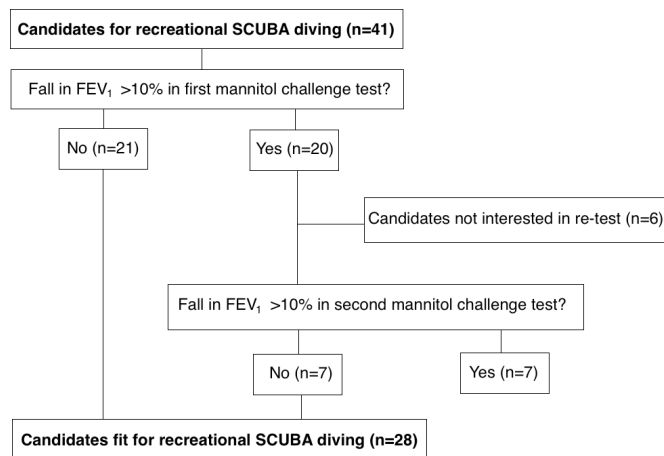 Candidates for recreational SCUBA diving (n=41)
Fall in FEV₁ >10% in first mannitol challenge test?
No (n=21)
Yes (n=20)
Candidates not interested in re-test (n=6)
Fall in FEV₁ >10% in second mannitol challenge test?
No (n=7)
Yes (n=7)
Candidates fit for recreational SCUBA diving (n=28)